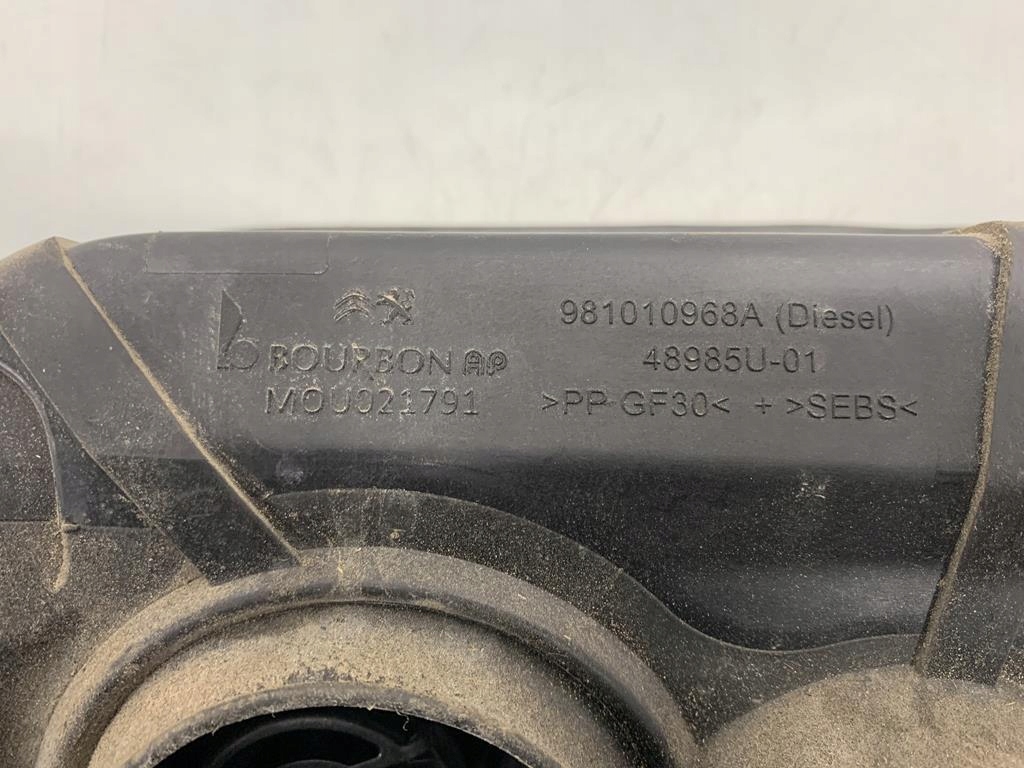 b BOURBON AP
MOU021791
981010968A (Diesel)
48985U-01
>PP GF30< + >SEBS<